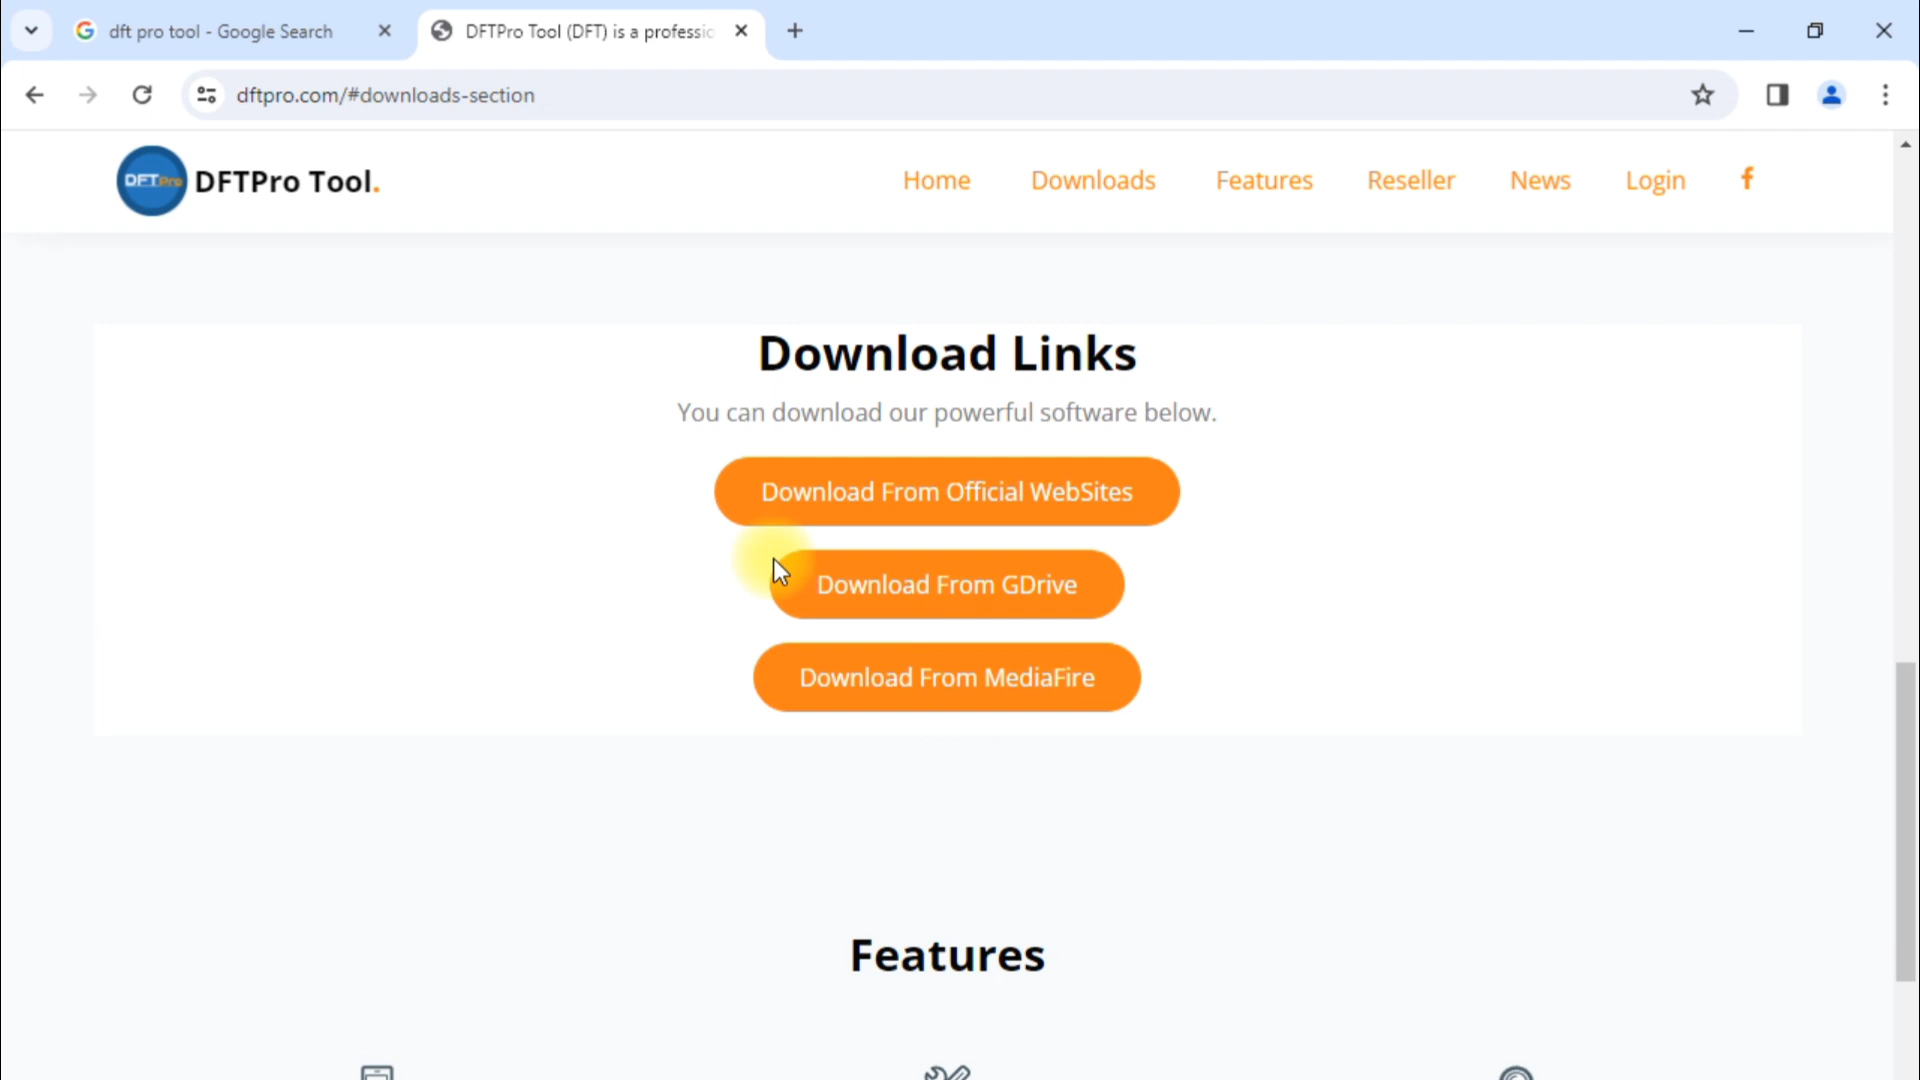 dft pro tool - Google Search
DFTPro Tool (DFT) is a professio
dftpro.com/#downloads-section
DFTPro
DFTPro Tool.
Home
Downloads
Features
Reseller
News
Login
Download Links
You can download our powerful software below.
Download From Official WebSites
Download From GDrive
Download From MediaFire
Features